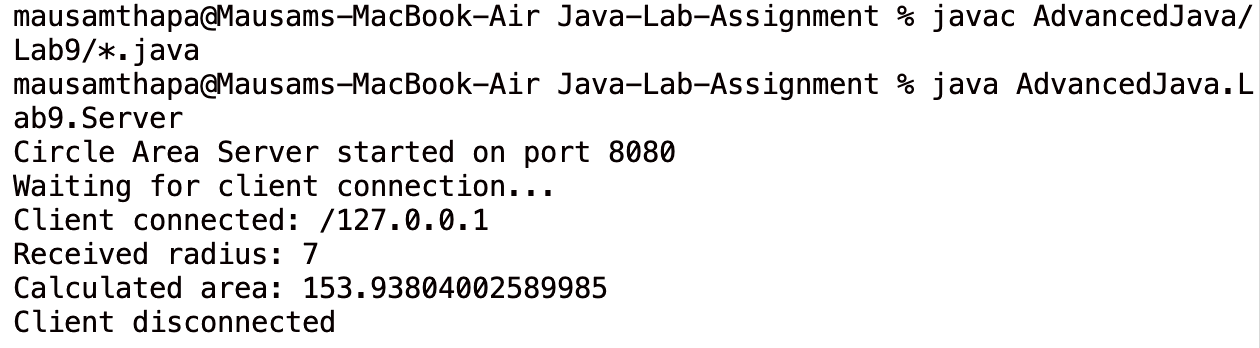 mausamthapa@Mausams-MacBook-Air Java-Lab-Assignment % javac AdvancedJava/
Lab9/*.java
mausamthapa@Mausams-MacBook-Air Java-Lab-Assignment % java AdvancedJava.L
ab9.Server
Circle Area Server started on port 8080
Waiting for client connection...
Client connected: /127.0.0.1
Received radius: 7
Calculated area: 153.93804002589985
Client disconnected